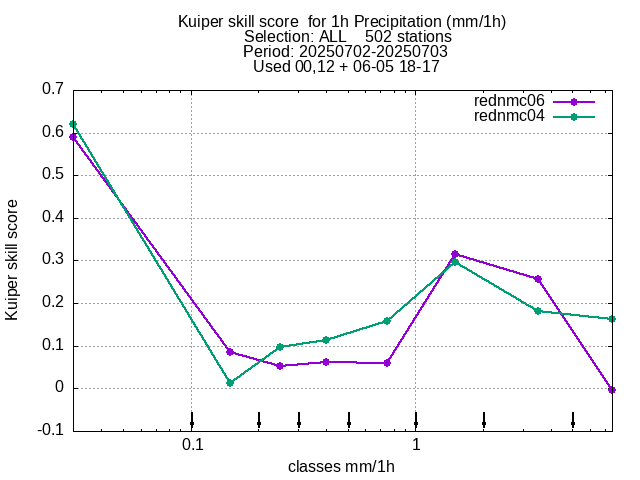 Kuiper skill score  for 1h Precipitation (mm/1h)
Selection: ALL    502 stations
Period: 20250702-20250703
Used 00,12 + 06-05 18-17
rednmc06
rednmc04
0.7
0.6
0.5
0.4
0.3
0.2
0.1
0
-0.1
Kuiper skill score
0.1
1
classes mm/1h